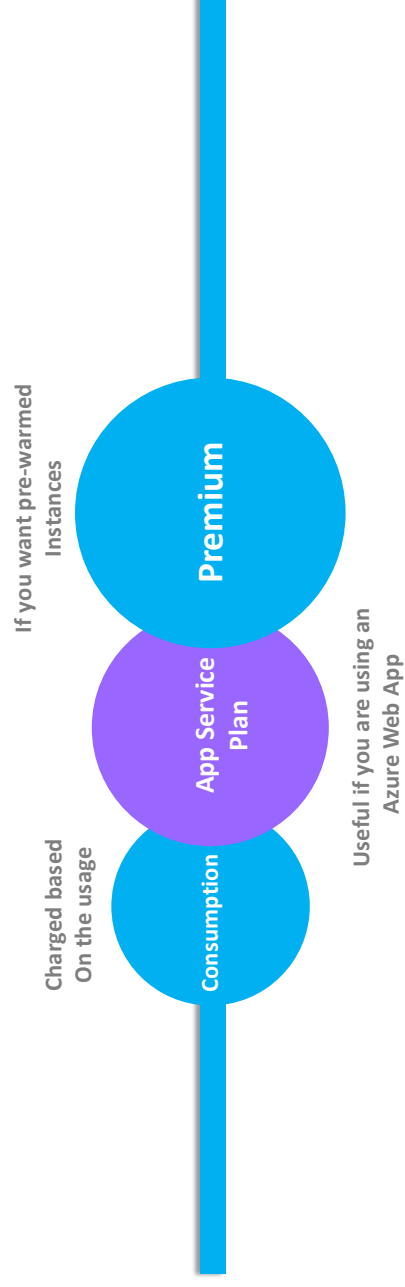 Charged based
On the usage
Consumption
App Service
Plan
Useful if you are using an
Azure Web App
If you want pre-warmed
Instances
Premium